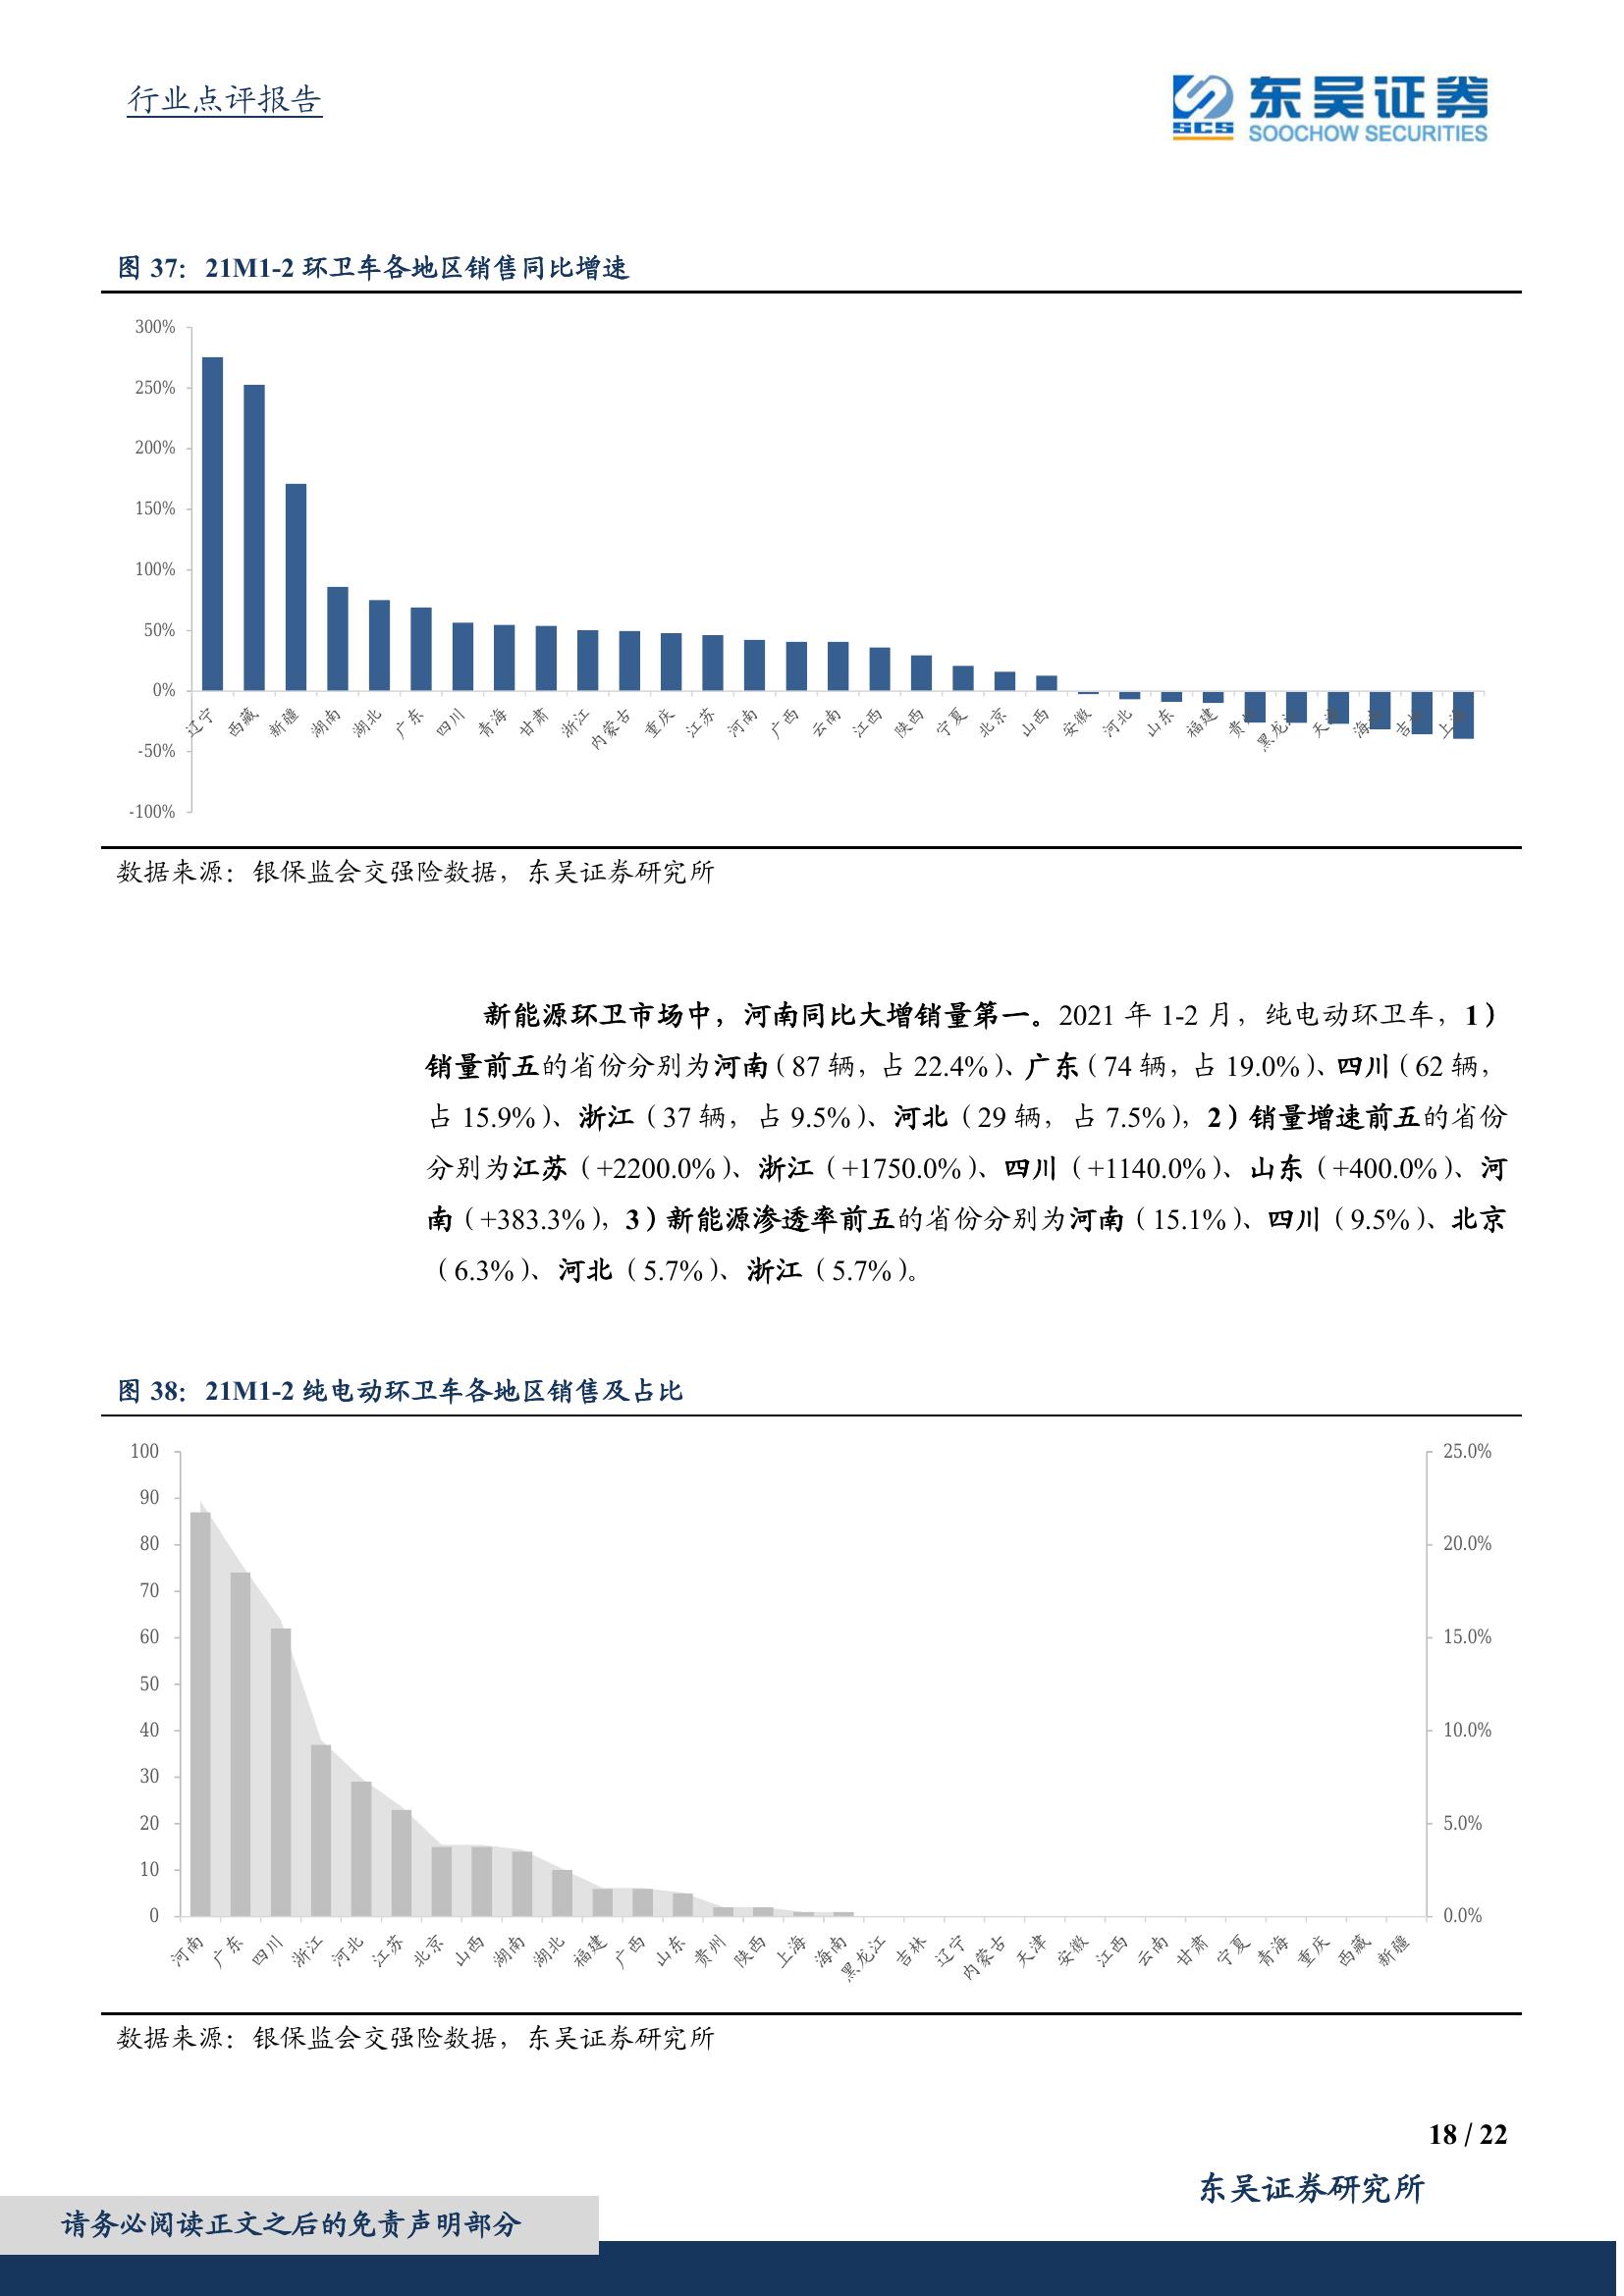 行业点评报告
SCS 东吴证券
SOOCHOW SECURITIES
图 37：21M1-2 环卫车各地区销售同比增速
300%
250%
200%
150%
100%
50%
0%
-50%
-100%
辽宁 西藏 新疆 湖南 湖北 广东 四川 青海 甘肃 浙江 内蒙古 重庆 江苏 河南 广西 云南 江西 陕西 宁夏 北京 山西 安徽 河北 山东 福建 贵 黑龙 天 海 吉 上海
数据来源：银保监会交强险数据，东吴证券研究所
新能源环卫市场中，河南同比大增销量第一。2021 年 1-2 月，纯电动环卫车，1）
销量前五的省份分别为河南（87 辆，占 22.4%）、广东（74 辆，占 19.0%）、四川（62 辆，
占 15.9%）、浙江（37 辆，占 9.5%）、河北（29 辆，占 7.5%），2）销量增速前五的省份
分别为江苏（+2200.0%）、浙江（+1750.0%）、四川（+1140.0%）、山东（+400.0%）、河
南（+383.3%），3）新能源渗透率前五的省份分别为河南（15.1%）、四川（9.5%）、北京
（6.3%）、河北（5.7%）、浙江（5.7%）。
图 38：21M1-2 纯电动环卫车各地区销售及占比
100
90
80
70
60
50
40
30
20
10
0
25.0%
20.0%
15.0%
10.0%
5.0%
0.0%
河南 广东 四川 浙江 河北 江苏 北京 山西 湖南 湖北 福建 广西 山东 贵州 陕西 上海 海南 黑龙江 吉林 辽宁 内蒙古 天津 安徽 江西 云南 甘肃 宁夏 青海 重庆 西藏 新疆
数据来源：银保监会交强险数据，东吴证券研究所
18 / 22
东吴证券研究所
请务必阅读正文之后的免责声明部分